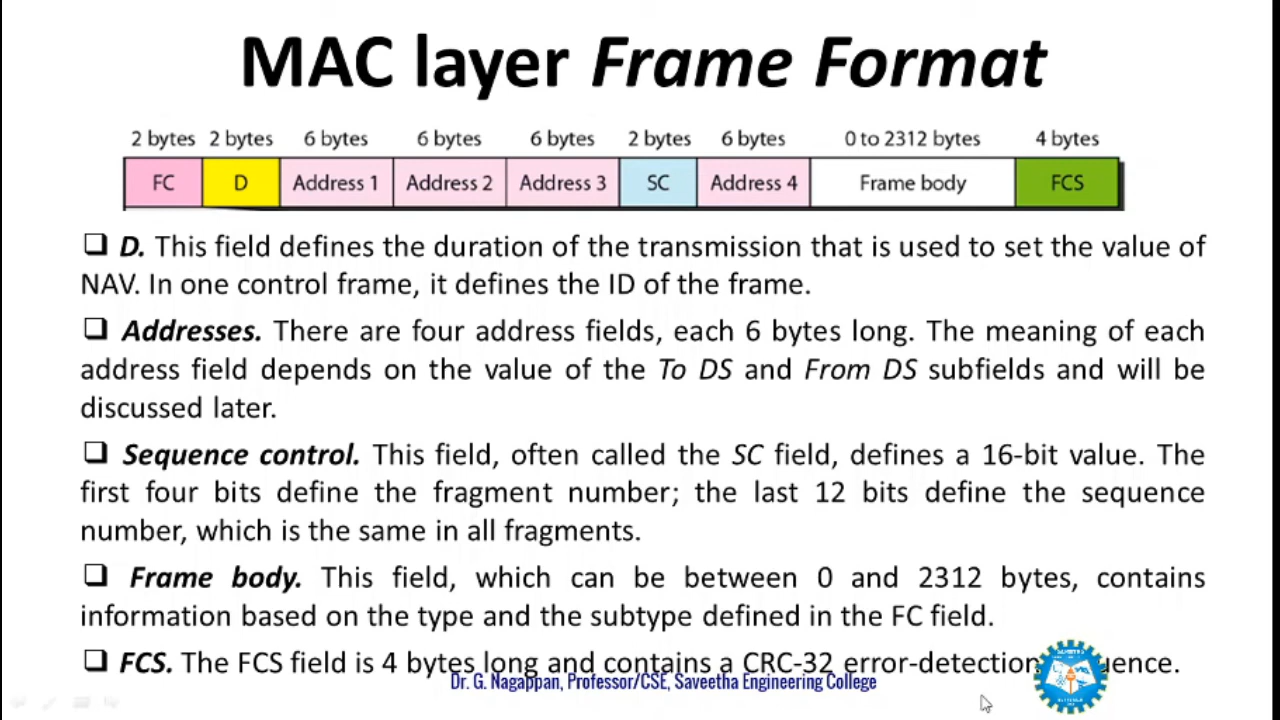 MAC layer Frame Format
2 bytes 2 bytes 6 bytes 6 bytes 6 bytes 2 bytes 6 bytes 0 to 2312 bytes 4 bytes
FC D Address 1 Address 2 Address 3 SC Address 4 Frame body FCS
❑ D. This field defines the duration of the transmission that is used to set the value of
NAV. In one control frame, it defines the ID of the frame.
❑ Addresses. There are four address fields, each 6 bytes long. The meaning of each
address field depends on the value of the To DS and From DS subfields and will be
discussed later.
❑ Sequence control. This field, often called the SC field, defines a 16-bit value. The
first four bits define the fragment number; the last 12 bits define the sequence
number, which is the same in all fragments.
❑ Frame body. This field, which can be between 0 and 2312 bytes, contains
information based on the type and the subtype defined in the FC field.
❑ FCS. The FCS field is 4 bytes long and contains a CRC-32 error-detection
Dr. G. Nagappan, Professor/CSE, Saveetha Engineering College